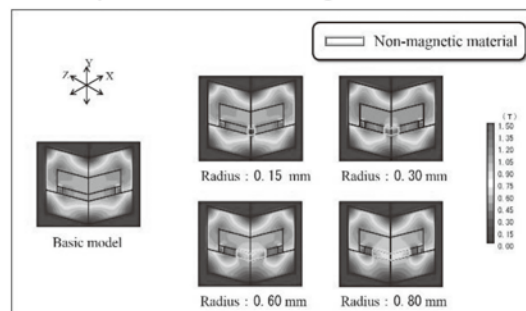 Non-magnetic material
Y
Z X
(T)
1.50
1.35
1.20
1.05
0.90
0.75
0.60
0.45
0.30
0.15
0.00
Radius : 0.15 mm
Radius : 0.30 mm
Basic model
Radius : 0.60 mm
Radius : 0.80 mm